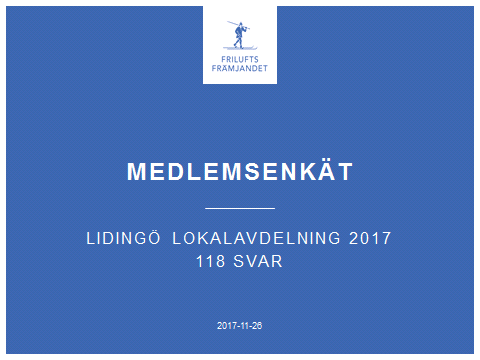 FRILUFTS
FRÄMJANDET
MEDLEMSENKÄT
LIDINGÖ LOKALAVDELNING 2017
118 SVAR
2017-11-26